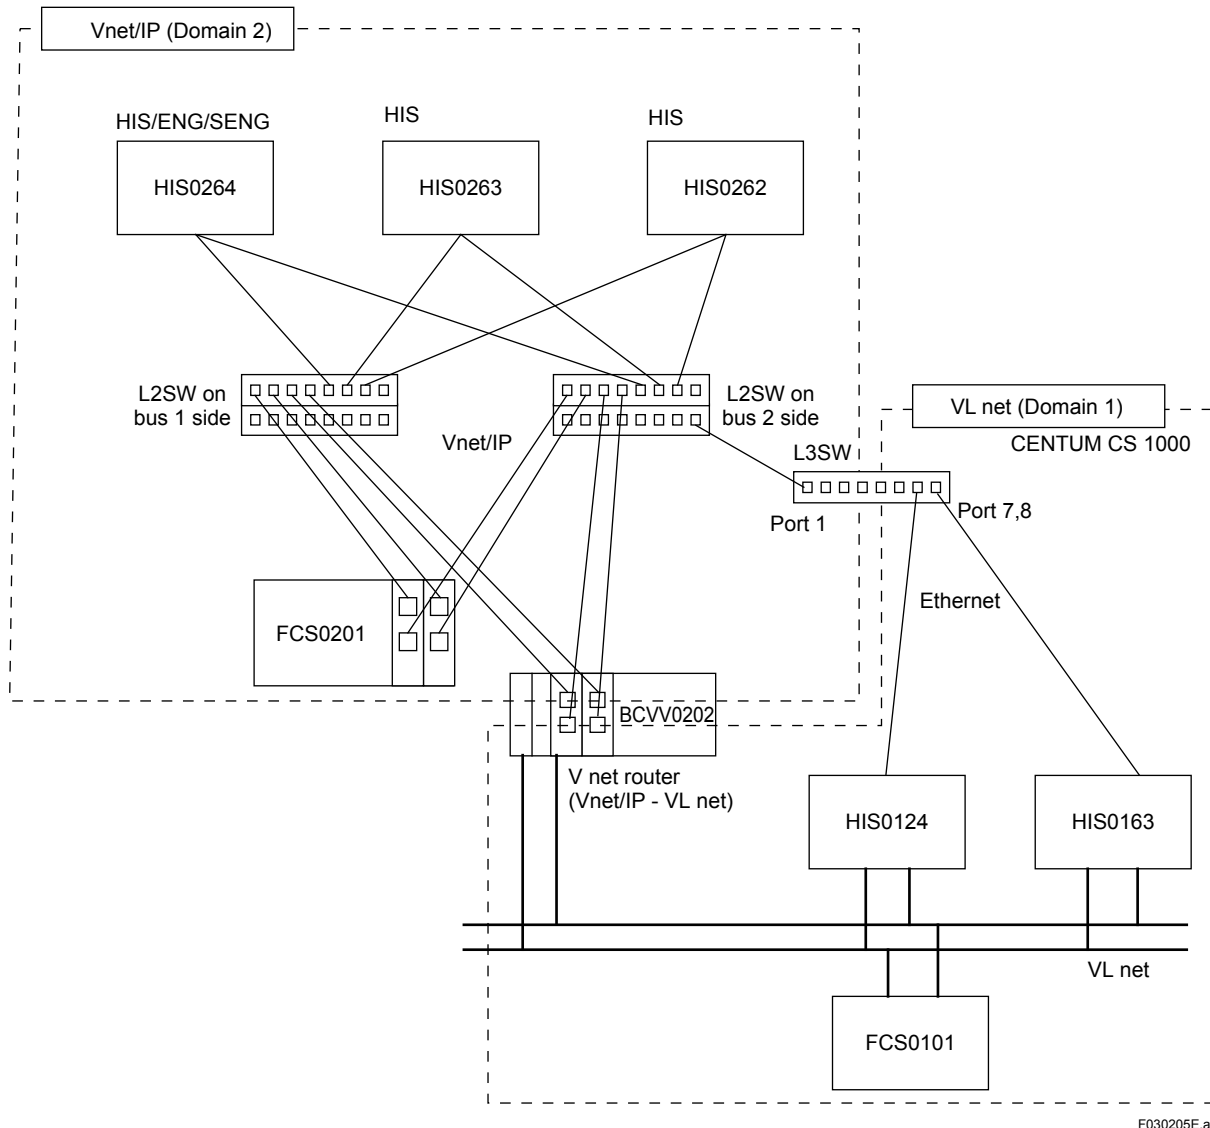 Vnet/IP (Domain 2)
HIS/ENG/SENG
HIS
HIS
HIS0264
HIS0263
HIS0262
L2SW on
bus 1 side
L2SW on
bus 2 side
Vnet/IP
VL net (Domain 1)
CENTUM CS 1000
L3SW
Port 1
Port 7,8
Ethernet
FCS0201
BCVV0202
V net router
(Vnet/IP - VL net)
HIS0124
HIS0163
VL net
FCS0101
F030205E.a